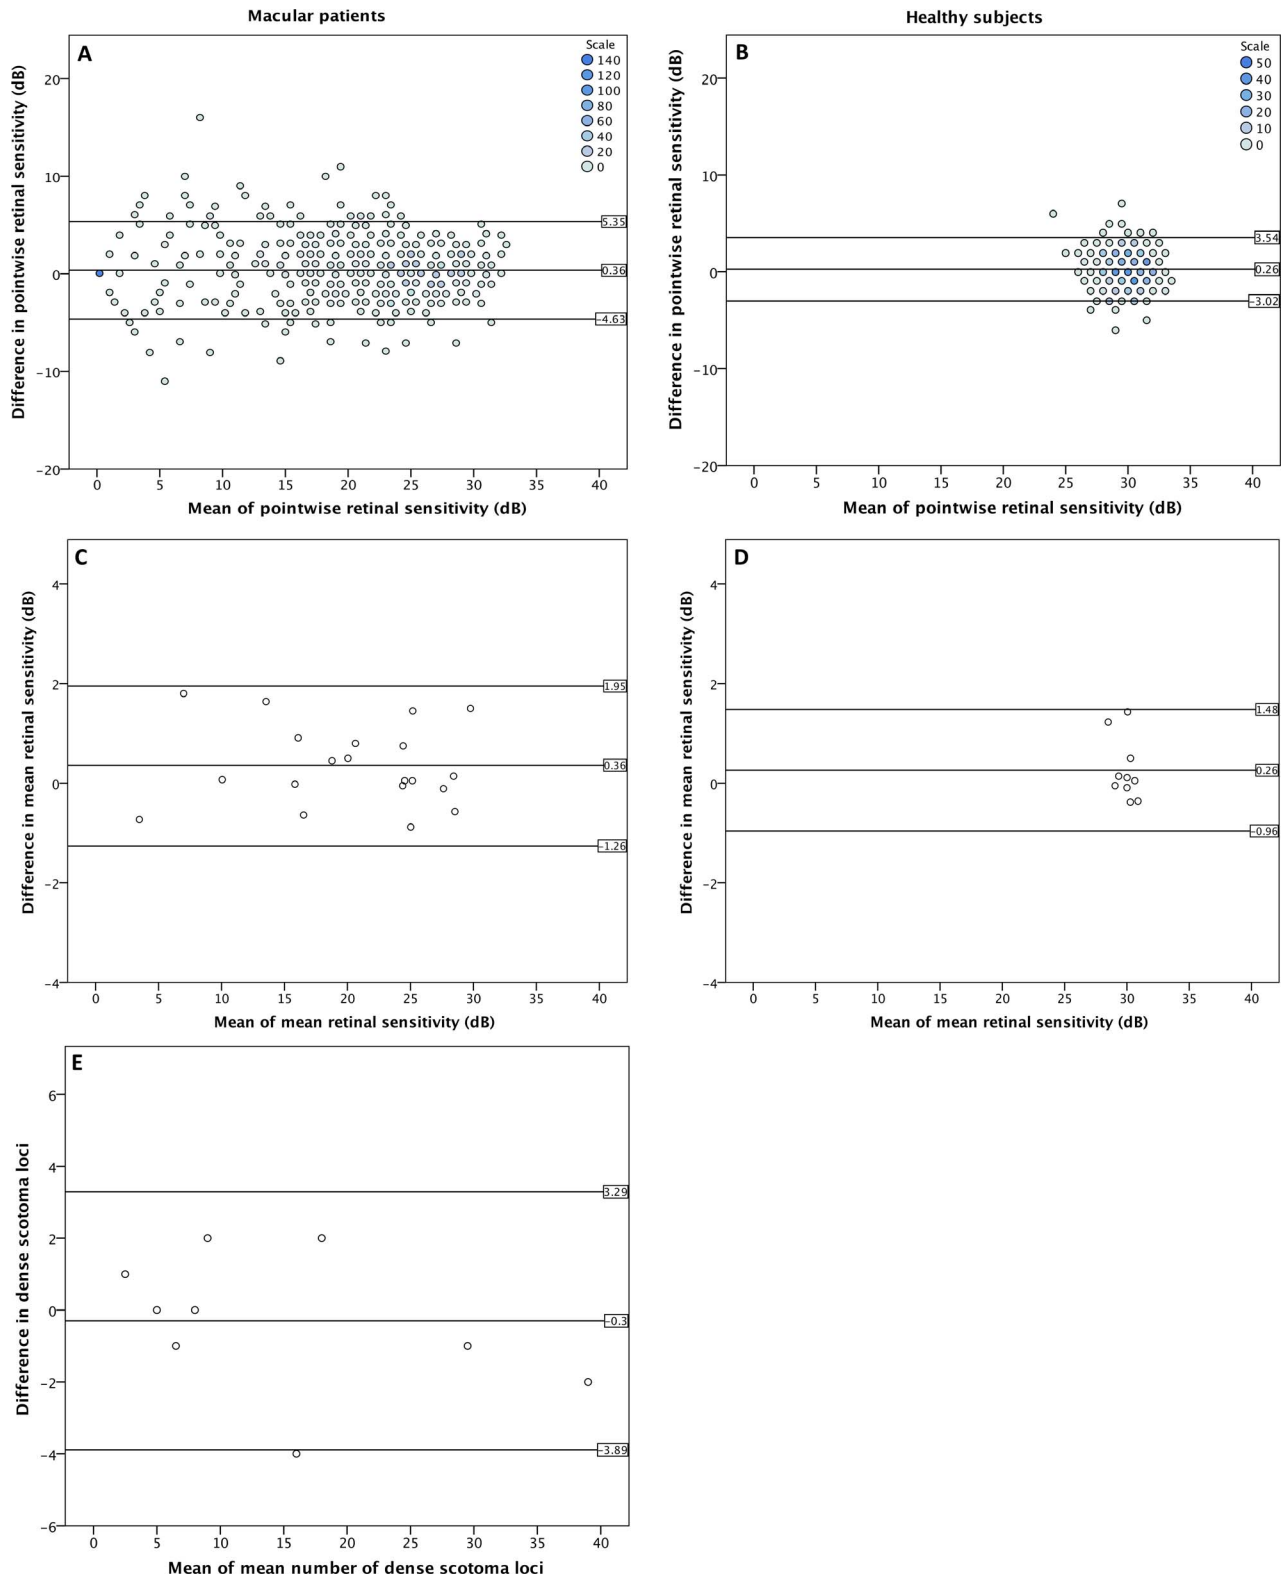 Macular patients
Healthy subjects
A
Scale
140
120
100
80
60
40
20
0
Difference in pointwise retinal sensitivity (dB)
20
10
0
−10
−20
5.35
0.36
−4.63
0 5 10 15 20 25 30 35 40
Mean of pointwise retinal sensitivity (dB)
B
Scale
50
40
30
20
10
0
Difference in pointwise retinal sensitivity (dB)
20
10
0
−10
−20
3.54
0.26
−3.02
0 5 10 15 20 25 30 35 40
Mean of pointwise retinal sensitivity (dB)
C
Difference in mean retinal sensitivity (dB)
4
2
0
−2
−4
1.95
0.36
−1.26
0 5 10 15 20 25 30 35 40
Mean of mean retinal sensitivity (dB)
D
Difference in mean retinal sensitivity (dB)
4
2
0
−2
−4
1.48
0.26
−0.96
0 5 10 15 20 25 30 35 40
Mean of mean retinal sensitivity (dB)
E
Difference in dense scotoma loci
6
4
2
0
−2
−4
−6
3.29
−0.3
−3.89
0 5 10 15 20 25 30 35 40
Mean of mean number of dense scotoma loci